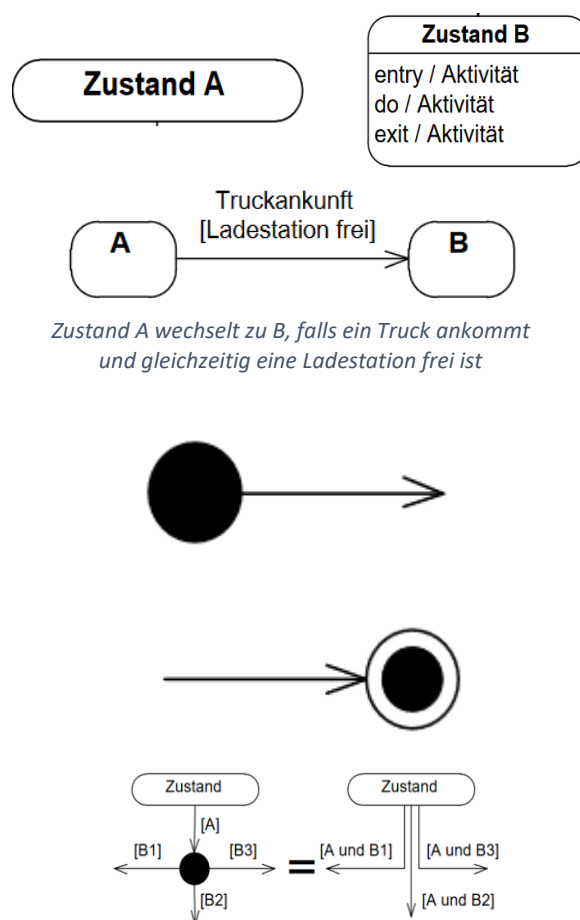 Zustand A
Zustand B
entry / Aktivität
do / Aktivität
exit / Aktivität
Truckankunft
[Ladestation frei]
A
B
Zustand A wechselt zu B, falls ein Truck ankommt
und gleichzeitig eine Ladestation frei ist
Zustand
[A]
[B1]
[B3]
[B2]
=
Zustand
[A und B1]
[A und B3]
[A und B2]